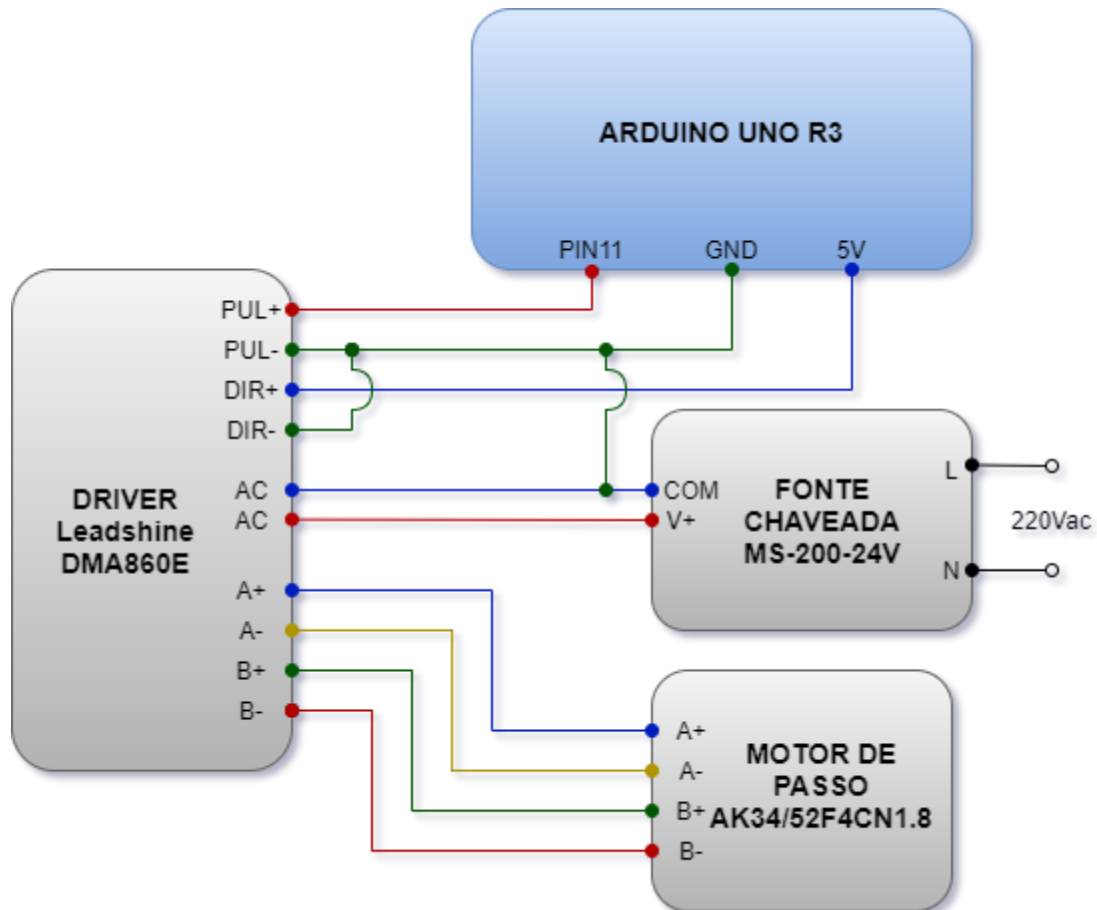 ARDUINO UNO R3
PIN11
GND
5V
PUL+
PUL-
DIR+
DIR-
AC
AC
A+
A-
B+
B-
DRIVER
Leadshine
DMA860E
COM
V+
FONTE
CHAVEADA
MS-200-24V
L
N
220Vac
A+
A-
B+
B-
MOTOR DE
PASSO
AK34/52F4CN1.8